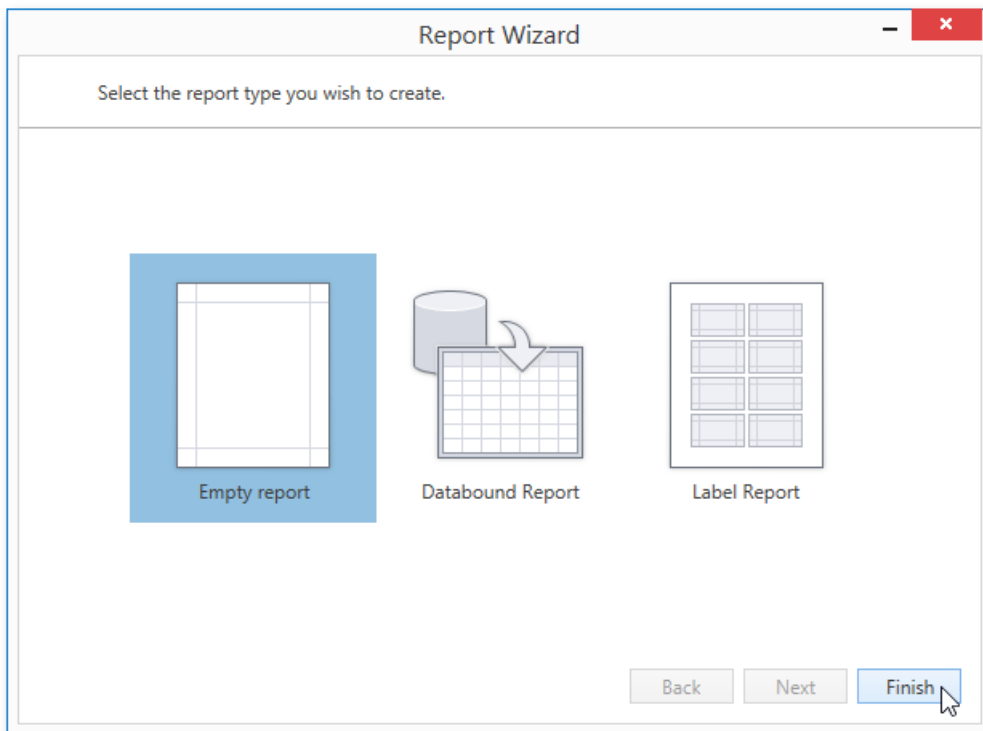 Report Wizard
Select the report type you wish to create.
Empty report
Databound Report
Label Report
Back
Next
Finish